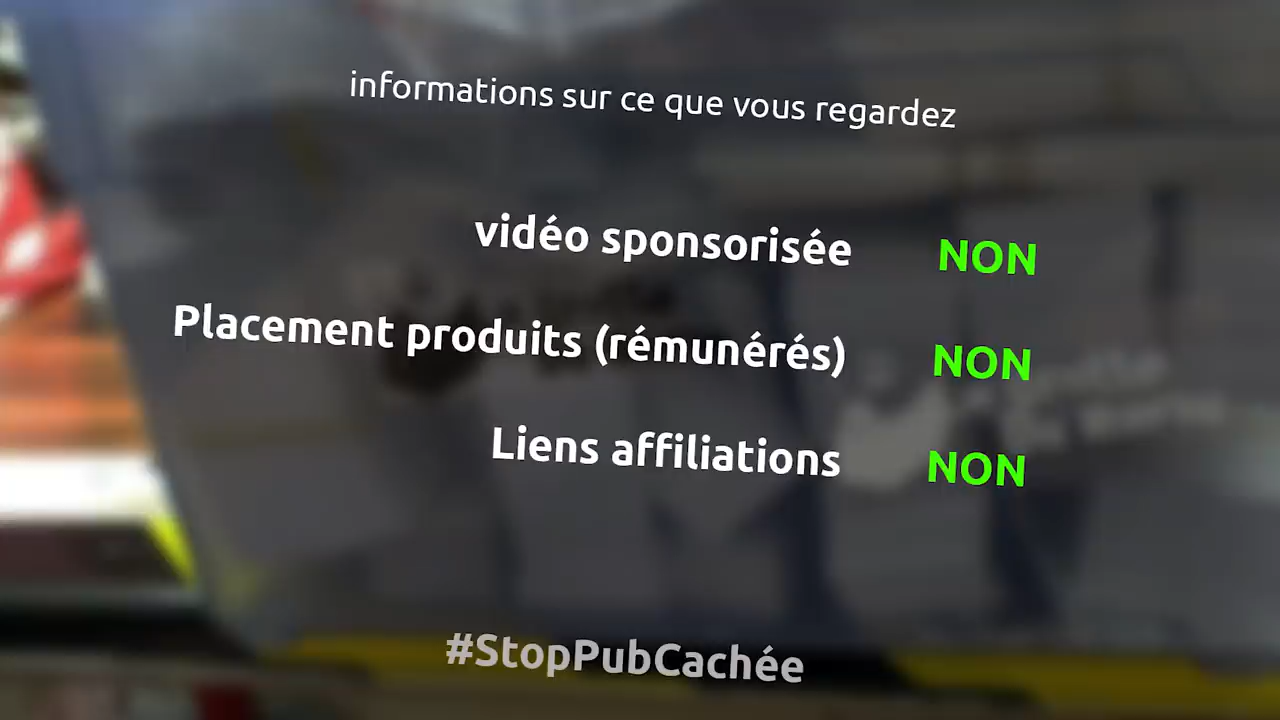 informations sur ce que vous regardez
vidéo sponsorisée NON
Placement produits (rémunérés) NON
Liens affiliations NON
#StopPubCachée